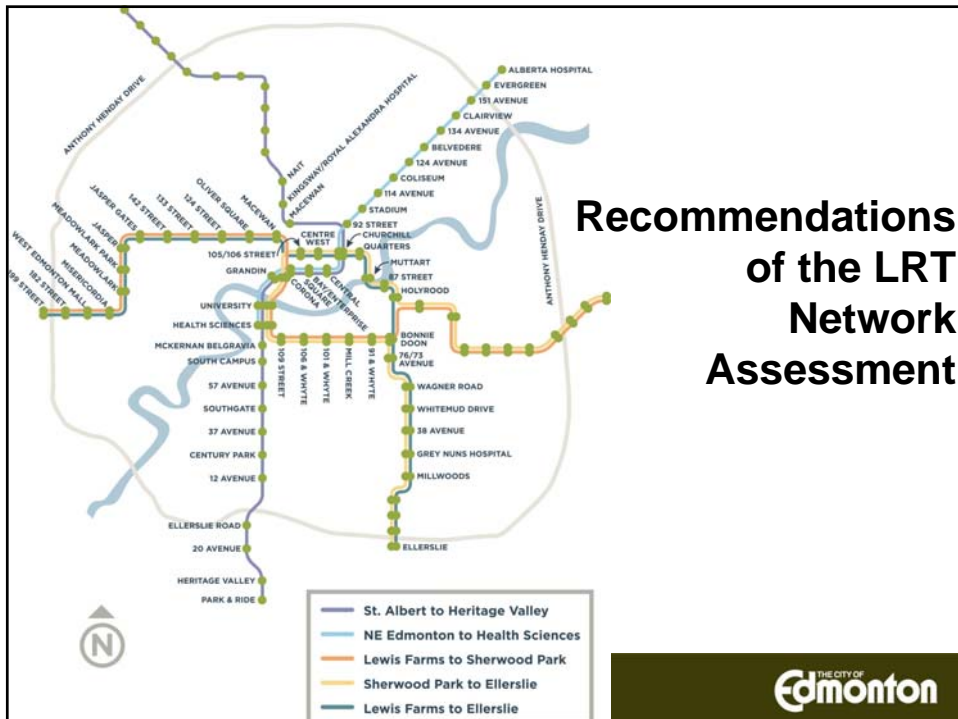 Recommendations
of the LRT
Network
Assessment
ANTHONY HENDAY DRIVE
ALBERTA HOSPITAL
EVERGREEN
151 AVENUE
CLAIRVIEW
134 AVENUE
BELVEDERE
124 AVENUE
COLISEUM
114 AVENUE
STADIUM
92 STREET
CHURCHILL
QUARTERS
MUTTART
87 STREET
HOLYROOD
NAIT
KINGSWAY/ROYAL ALEXANDRA HOSPITAL
MACEWAN
MACEWAN
OLIVER SQUARE
124 STREET
133 STREET
142 STREET
JASPER GATES
JASPER
MEADOWLARK PARK
MEADOWLARK
MISERICORDIA
WEST EDMONTON MALL
182 STREET
199 STREET
CENTRE
WEST
105/106 STREET
GRANDIN
CORONA
BAY/ENTERPRISE
SQUARE
CENTRAL
ANTHONY HENDAY DRIVE
UNIVERSITY
HEALTH SCIENCES
MCKERNAN BELGRAVIA
SOUTH CAMPUS
57 AVENUE
SOUTHGATE
37 AVENUE
CENTURY PARK
12 AVENUE
ELLERSLIE ROAD
20 AVENUE
HERITAGE VALLEY
PARK & RIDE
109 STREET
106 & WHYTE
101 & WHYTE
MILL CREEK
91 & WHYTE
BONNIE
DOON
76/73
AVENUE
WAGNER ROAD
WHITEMUD DRIVE
38 AVENUE
GREY NUNS HOSPITAL
MILLWOODS
ELLERSLIE
N
St. Albert to Heritage Valley
NE Edmonton to Health Sciences
Lewis Farms to Sherwood Park
Sherwood Park to Ellerslie
Lewis Farms to Ellerslie
THE CITY OF
Edmonton